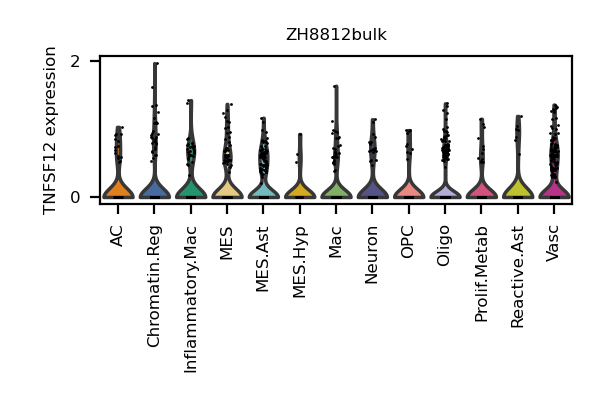 ZH8812bulk
TNFSF12 expression
2
0
AC
Chromatin.Reg
Inflammatory.Mac
MES
MES.Ast
MES.Hyp
Mac
Neuron
OPC
Oligo
Prolif.Metab
Reactive.Ast
Vasc